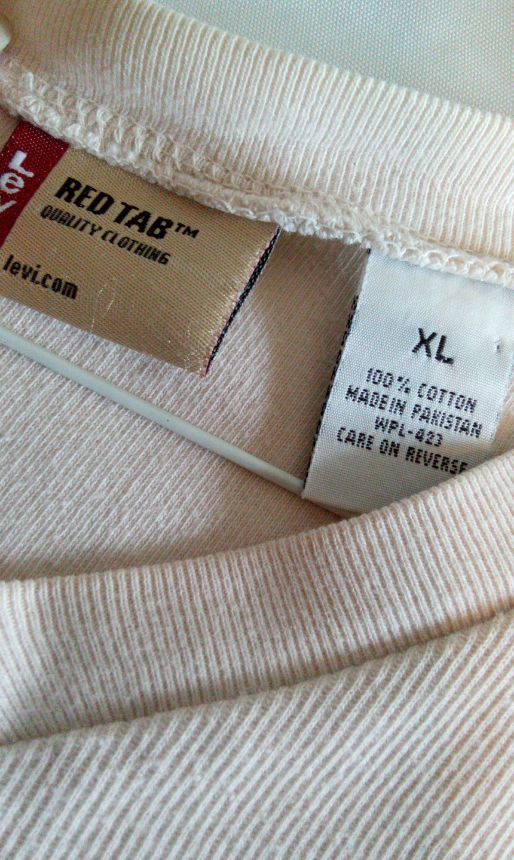 Lev
RED TAB™
QUALITY CLOTHING
levi.com
XL
100% COTTON
MADE IN PAKISTAN
WPL-423
CARE ON REVERSE